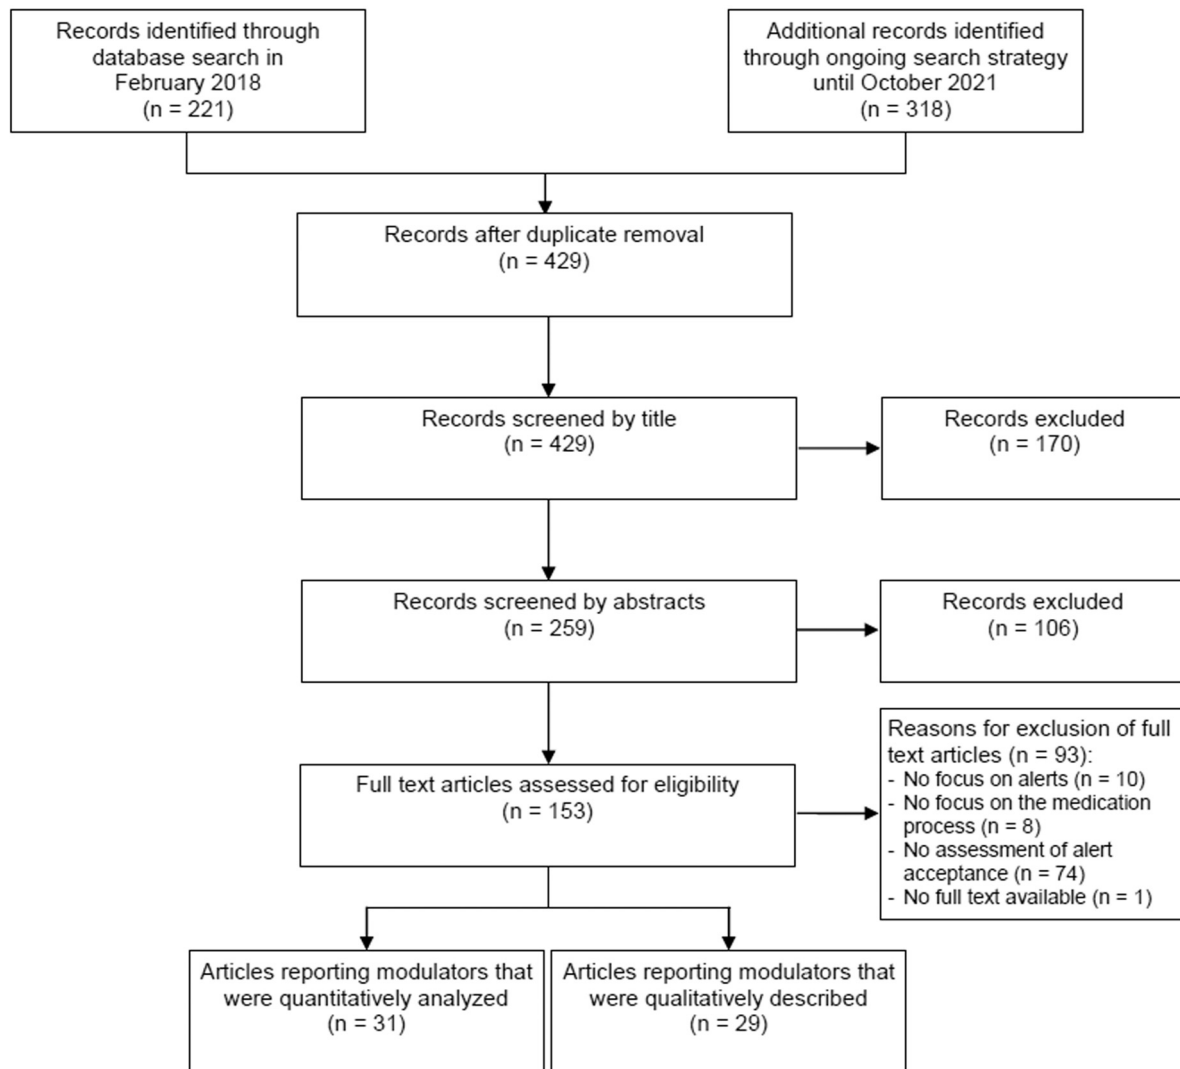 Records identified through
database search in
February 2018
(n = 221)
Additional records identified
through ongoing search strategy
until October 2021
(n = 318)
Records after duplicate removal
(n = 429)
Records screened by title
(n = 429)
Records excluded
(n = 170)
Records screened by abstracts
(n = 259)
Records excluded
(n = 106)
Full text articles assessed for eligibility
(n = 153)
Reasons for exclusion of full
text articles (n = 93):
- No focus on alerts (n = 10)
- No focus on the medication
process (n = 8)
- No assessment of alert
acceptance (n = 74)
- No full text available (n = 1)
Articles reporting modulators that
were quantitatively analyzed
(n = 31)
Articles reporting modulators that
were qualitatively described
(n = 29)